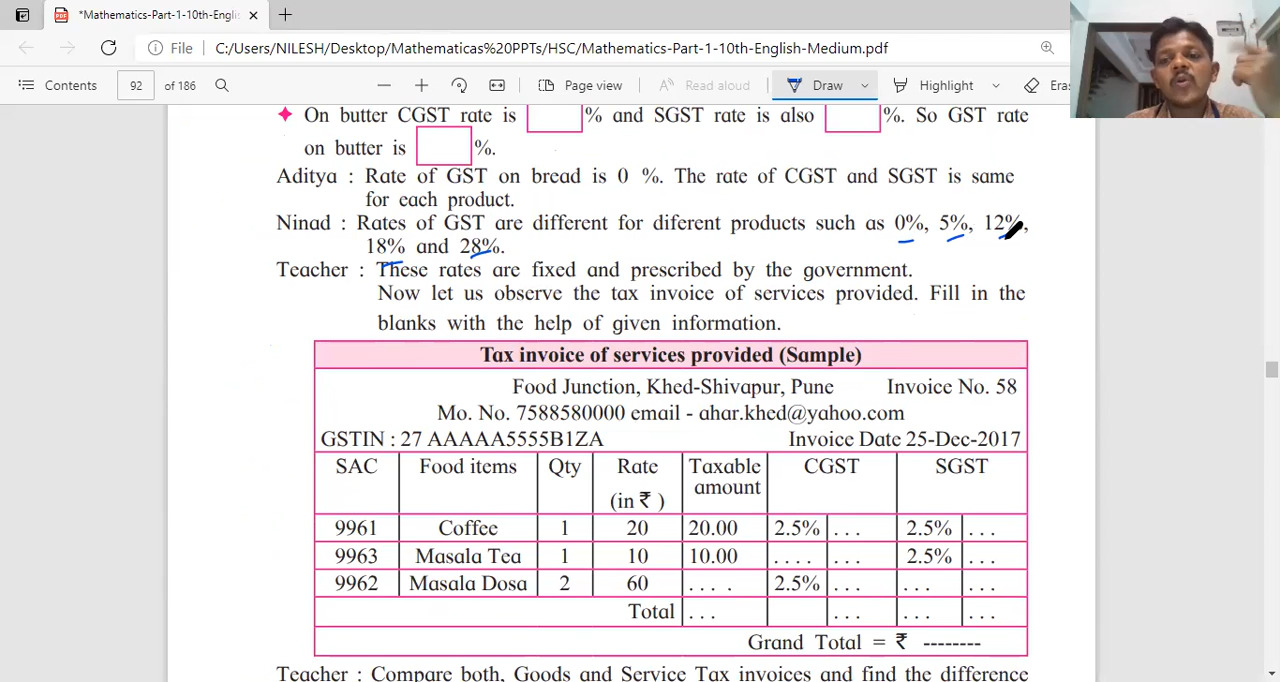 *Mathematics-Part-1-10th-Engli
File C:/Users/NILESH/Desktop/Mathematicas%20PPTs/HSC/Mathematics-Part-1-10th-English-Medium.pdf
Contents 92 of 186 Page view Read aloud Draw Highlight Eras
On butter CGST rate is % and SGST rate is also %. So GST rate
on butter is %.
Aditya : Rate of GST on bread is 0 %. The rate of CGST and SGST is same
for each product.
Ninad : Rates of GST are different for diferent products such as 0%, 5%, 12%,
18% and 28%.
Teacher : These rates are fixed and prescribed by the government.
Now let us observe the tax invoice of services provided. Fill in the
blanks with the help of given information.
Tax invoice of services provided (Sample)
Food Junction, Khed-Shivapur, Pune Invoice No. 58
Mo. No. 7588580000 email - ahar.khed@yahoo.com
GSTIN : 27 AAAAA5555B1ZA Invoice Date 25-Dec-2017
SAC Food items Qty Rate Taxable CGST SGST
(in ₹ ) amount
9961 Coffee 1 20 20.00 2.5% . . . 2.5% . . .
9963 Masala Tea 1 10 10.00 . . . . . . . 2.5% . . .
9962 Masala Dosa 2 60 . . . . 2.5% . . . . . . . . .
Total . . . . . . . . . . . .
Grand Total = ₹ --------
Teacher : Compare both, Goods and Service Tax invoices and find the difference